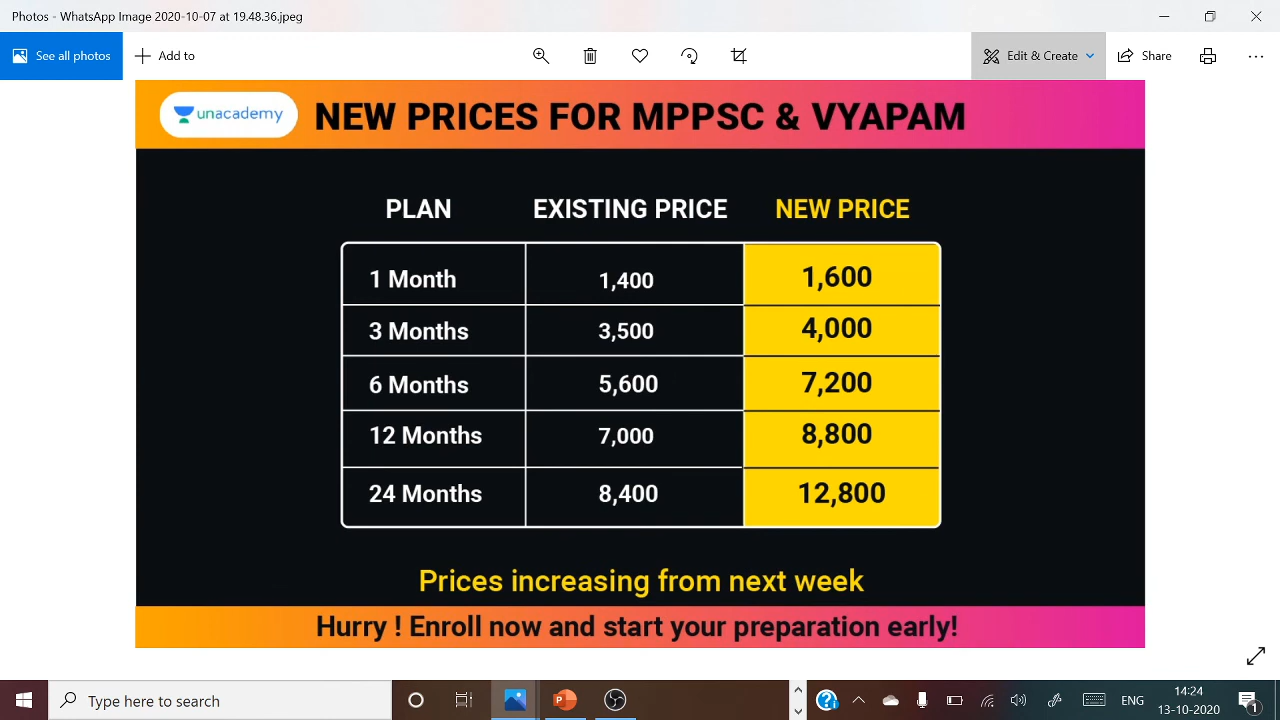 Photos - WhatsApp Image 2020-10-07 at 19.48.36.jpeg
See all photos Add to Edit & Create Share
unacademy NEW PRICES FOR MPPSC & VYAPAM
PLAN EXISTING PRICE NEW PRICE
1 Month 1,400 1,600
3 Months 3,500 4,000
6 Months 5,600 7,200
12 Months 7,000 8,800
24 Months 8,400 12,800
Prices increasing from next week
Hurry ! Enroll now and start your preparation early!
Type here to search ENG 14:24
13-10-2020 1